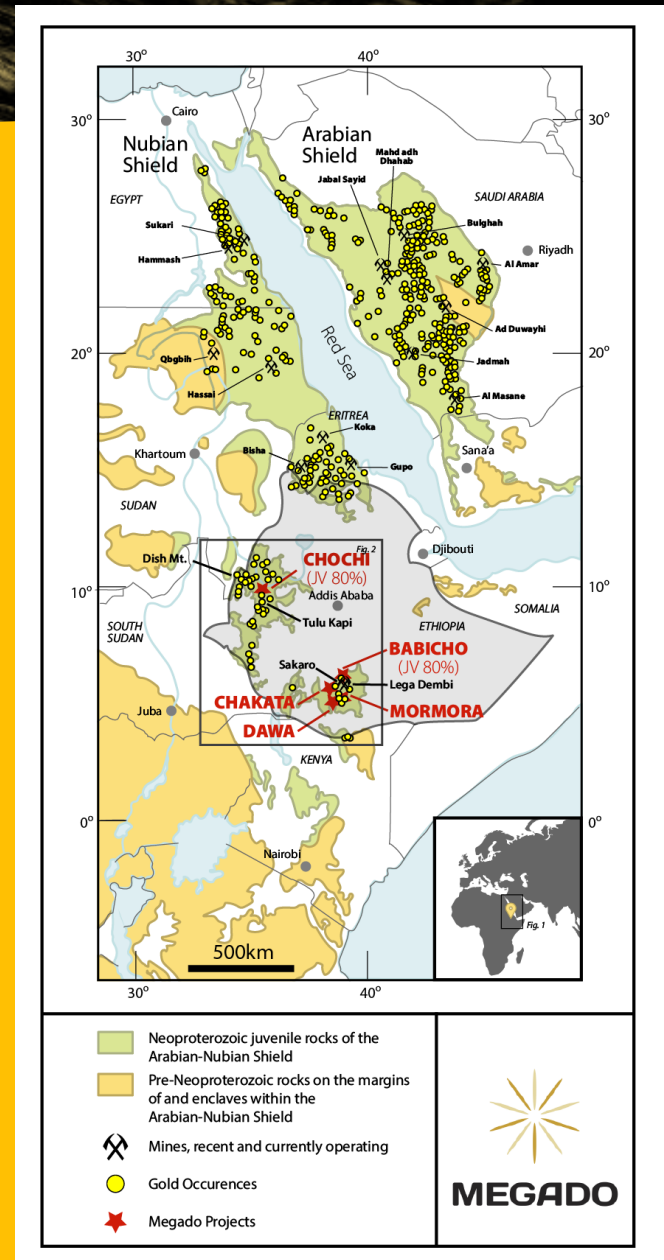 30°
40°
30°
30°
Cairo
Nubian
Shield
Arabian
Shield
Mahd adh
Dhahab
Jabal Sayid
EGYPT
SAUDI ARABIA
Sukari
Bulghah
Hammash
Riyadh
Al Amar
Red Sea
Ad Duwayhi
20°
20°
Qbgbih
Jadmah
Hassai
Al Masane
ERITREA
Koka
Khartoum
Bisha
Sana'a
Gupo
SUDAN
Fig. 2
Djibouti
Dish Mt.
CHOCHI
(JV 80%)
10°
10°
Addis Ababa
SOMALIA
SOUTH
SUDAN
Tulu Kapi
ETHIOPIA
BABICHO
(JV 80%)
Sakaro
Lega Dembi
CHAKATA
MORMORA
Juba
DAWA
KENYA
0°
0°
Nairobi
Fig. 1
500km
30°
40°
Neoproterozoic juvenile rocks of the
Arabian-Nubian Shield
Pre-Neoproterozoic rocks on the margins
of and enclaves within the
Arabian-Nubian Shield
Mines, recent and currently operating
Gold Occurences
Megado Projects
MEGADO